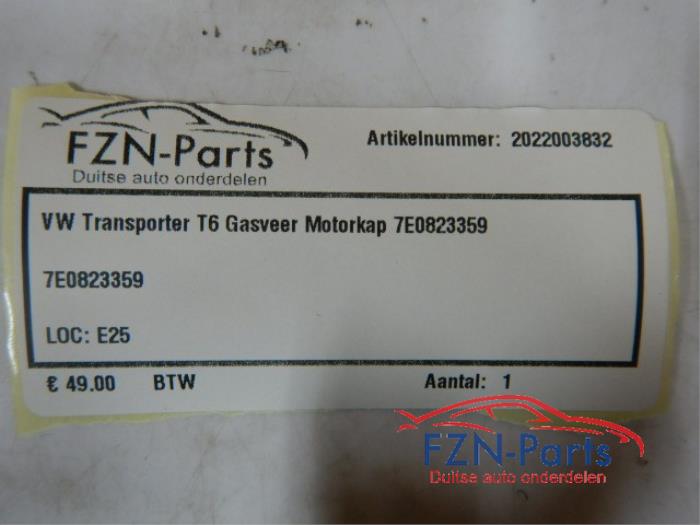 FZN-Parts
Duitse auto onderdelen
Artikelnummer: 2022003832
VW Transporter T6 Gasveer Motorkap 7E0823359
7E0823359
LOC: E25
€ 49.00 BTW Aantal: 1
FZN-Parts
Duitse auto onderdelen